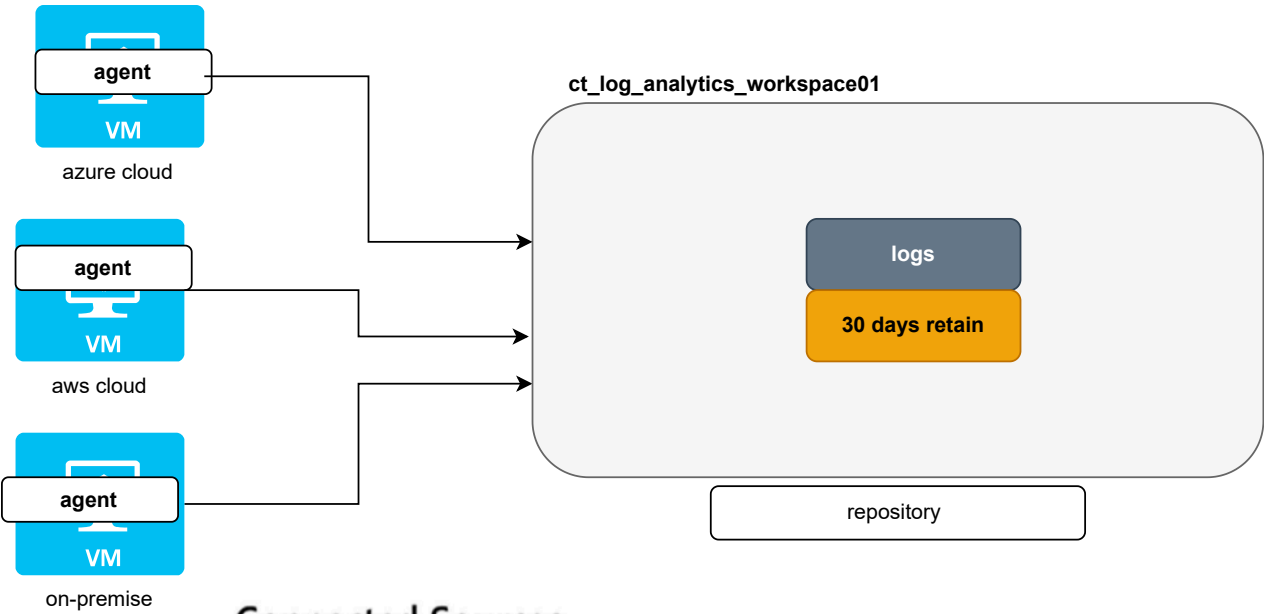 agent
VM
azure cloud
agent
VM
aws cloud
agent
VM
on-premise
ct_log_analytics_workspace01
logs
30 days retain
repository